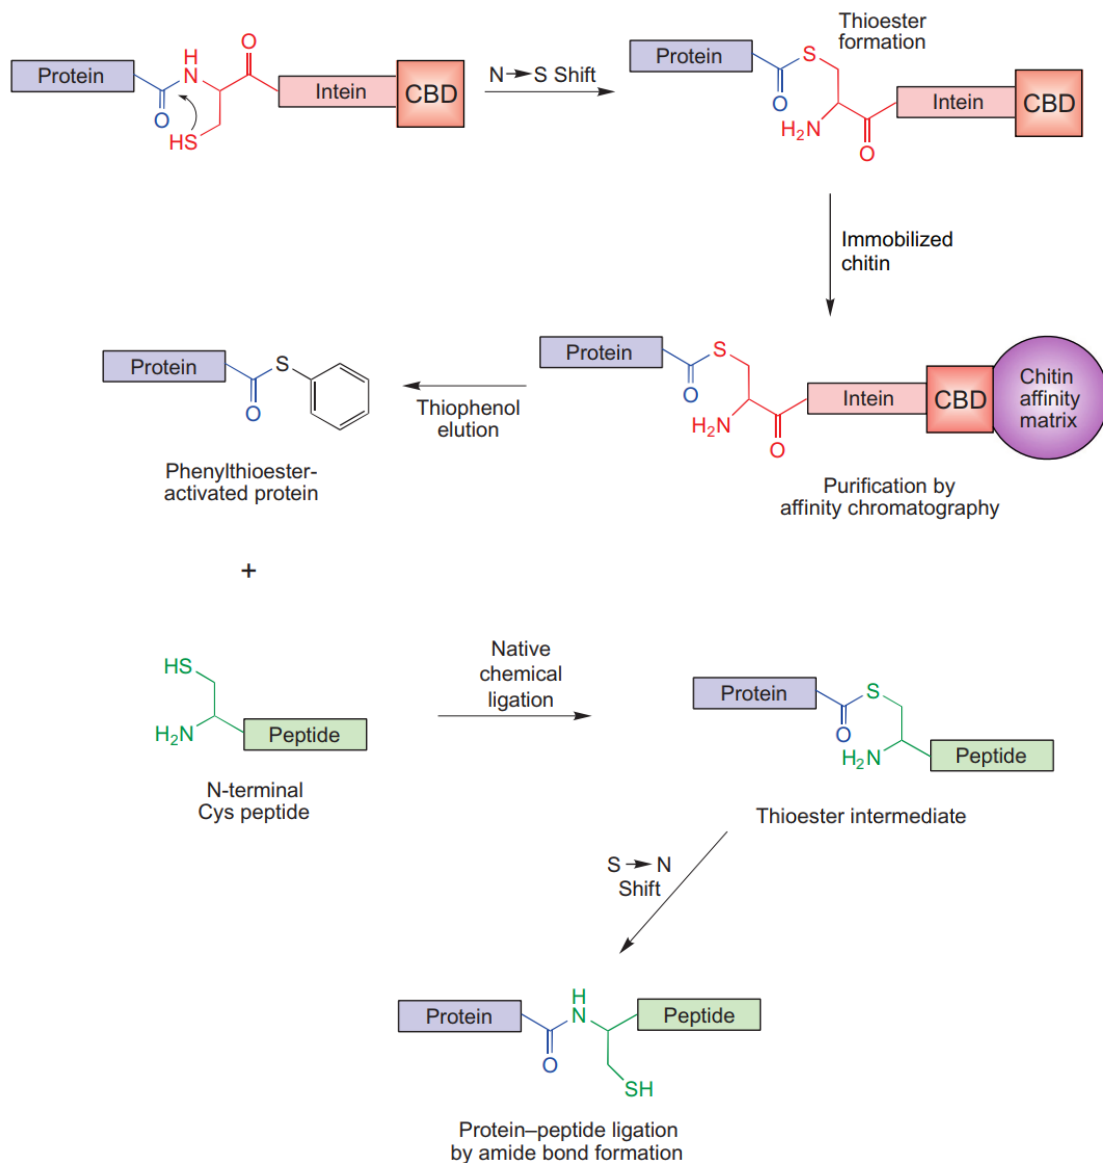 Protein
H
N
O
O
HS
Intein
CBD
N→S Shift
Thioester
formation
Protein
S
O
H2N
O
Intein
CBD
Immobilized
chitin
Protein
S
O
Thiophenol
elution
Protein
S
O
H2N
O
Intein
CBD
Chitin
affinity
matrix
Phenylthioester-
activated protein
Purification by
affinity chromatography
+
HS
H2N
Peptide
N-terminal
Cys peptide
Native
chemical
ligation
Protein
S
O
H2N
Peptide
Thioester intermediate
S→N
Shift
Protein
H
N
O
Peptide
SH
Protein–peptide ligation
by amide bond formation